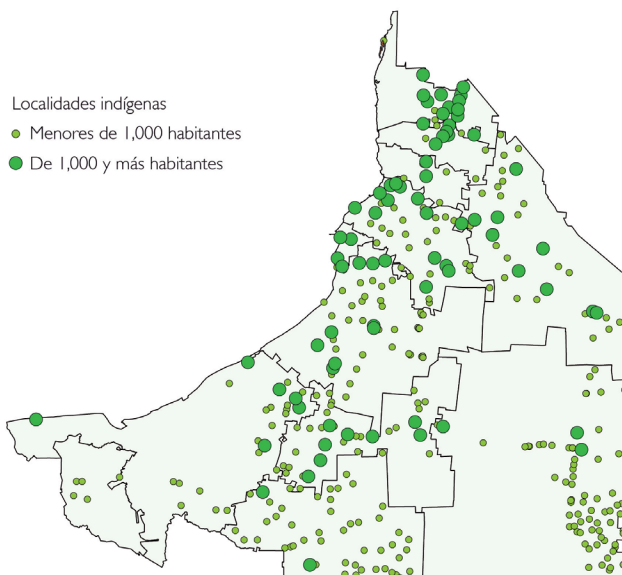 Localidades indígenas
Menores de 1,000 habitantes
De 1,000 y más habitantes